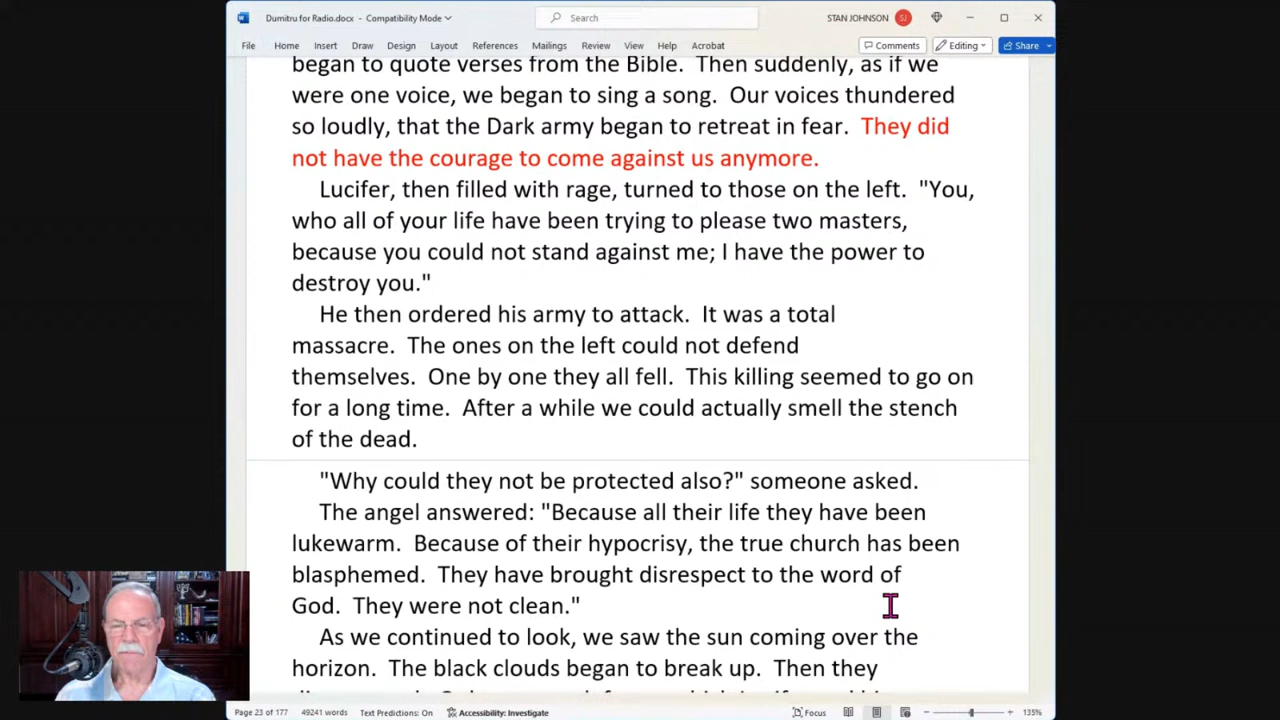 Dumitru for Radio.docx - Compatibility Mode
Search
STAN JOHNSON
SJ
File Home Insert Draw Design Layout References Mailings Review View Help Acrobat
Comments Editing Share
began to quote verses from the Bible. Then suddenly, as if we
were one voice, we began to sing a song. Our voices thundered
so loudly, that the Dark army began to retreat in fear. They did
not have the courage to come against us anymore.
Lucifer, then filled with rage, turned to those on the left. "You,
who all of your life have been trying to please two masters,
because you could not stand against me; I have the power to
destroy you."
He then ordered his army to attack. It was a total
massacre. The ones on the left could not defend
themselves. One by one they all fell. This killing seemed to go on
for a long time. After a while we could actually smell the stench
of the dead.
"Why could they not be protected also?" someone asked.
The angel answered: "Because all their life they have been
lukewarm. Because of their hypocrisy, the true church has been
blasphemed. They have brought disrespect to the word of
God. They were not clean."
As we continued to look, we saw the sun coming over the
horizon. The black clouds began to break up. Then they
Page 23 of 177 49241 words Text Predictions: On Accessibility: Investigate
Focus
135%